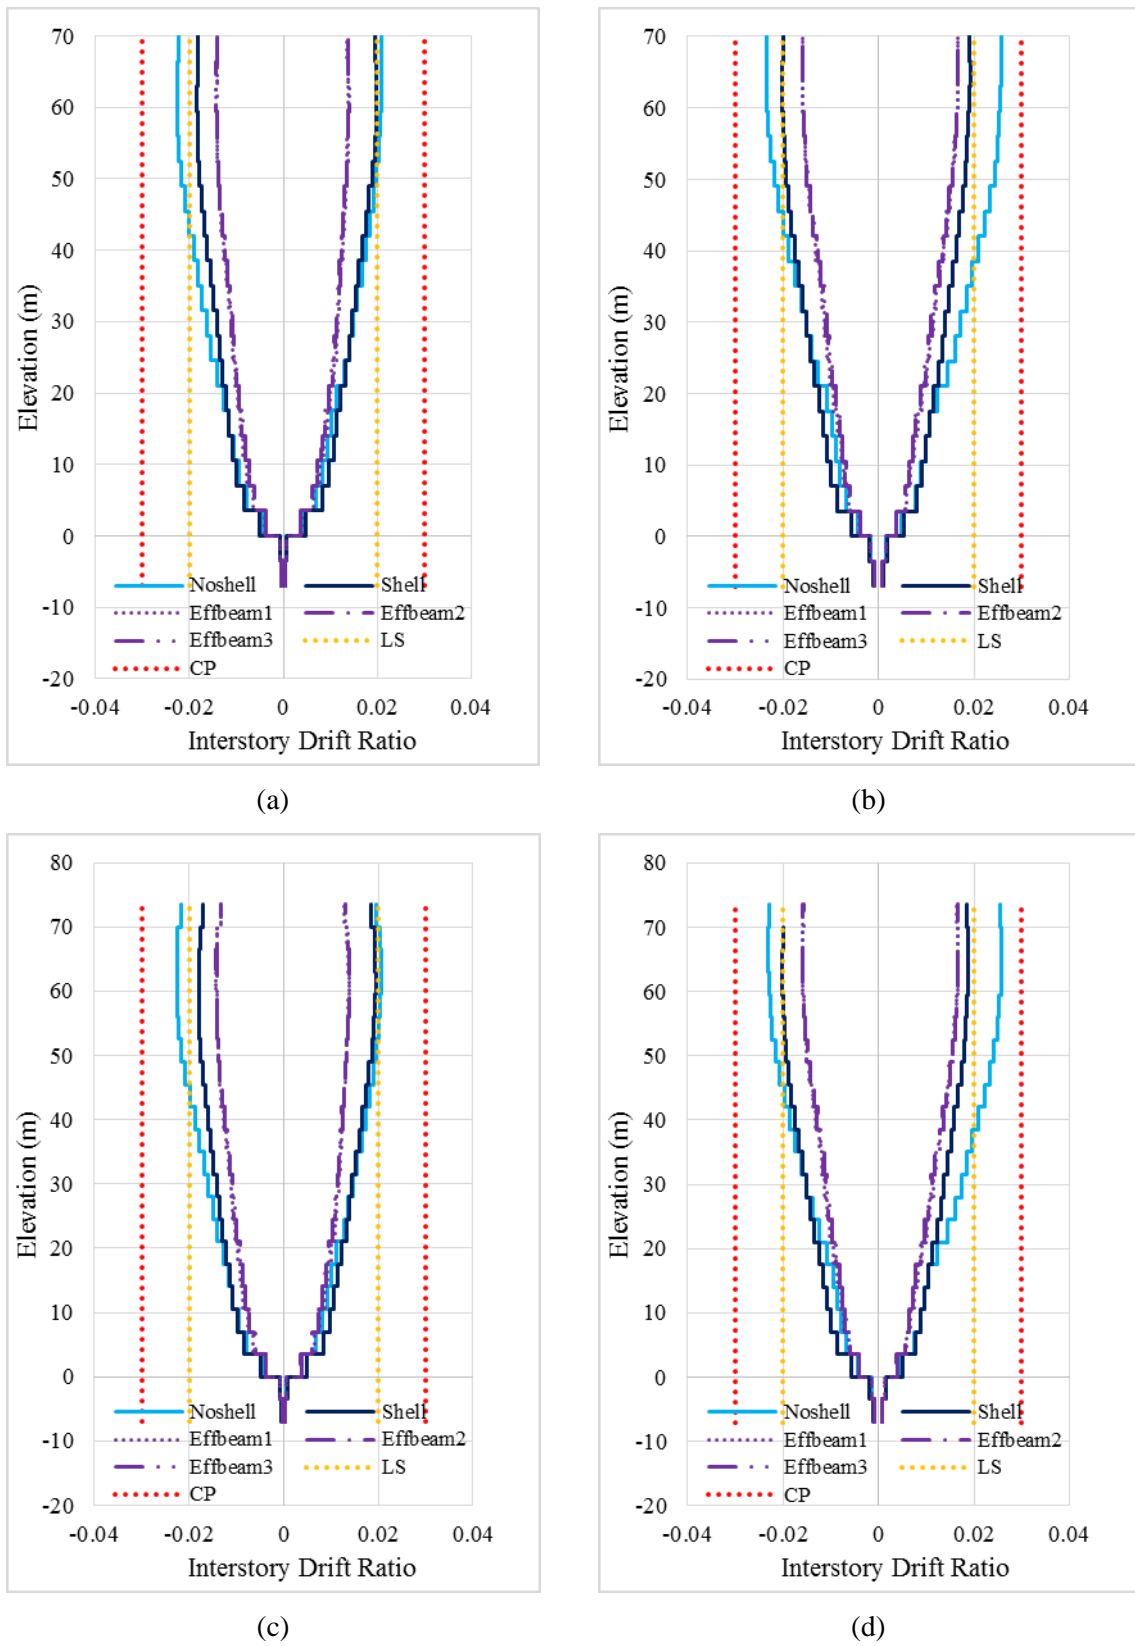 70
60
50
40
30
20
10
0
-10
-20
Elevation (m)
Noshell Shell
Effbeam1 Effbeam2
Effbeam3 LS
CP
-0.04 -0.02 0 0.02 0.04
Interstory Drift Ratio
(a)
70
60
50
40
30
20
10
0
-10
-20
Elevation (m)
Noshell Shell
Effbeam1 Effbeam2
Effbeam3 LS
CP
-0.04 -0.02 0 0.02 0.04
Interstory Drift Ratio
(b)
80
70
60
50
40
30
20
10
0
-10
-20
Elevation (m)
Noshell Shell
Effbeam1 Effbeam2
Effbeam3 LS
CP
-0.04 -0.02 0 0.02 0.04
Interstory Drift Ratio
(c)
80
70
60
50
40
30
20
10
0
-10
-20
Elevation (m)
Noshell Shell
Effbeam1 Effbeam2
Effbeam3 LS
CP
-0.04 -0.02 0 0.02 0.04
Interstory Drift Ratio
(d)